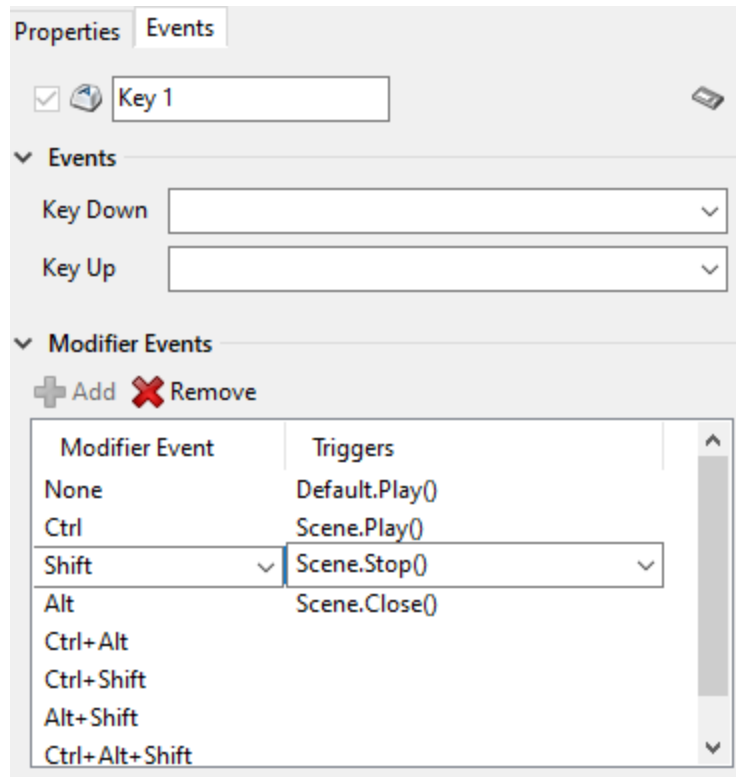 Properties Events
Key 1
Events
Key Down
Key Up
Modifier Events
Add Remove
Modifier Event Triggers
None Default.Play()
Ctrl Scene.Play()
Shift Scene.Stop()
Alt Scene.Close()
Ctrl+Alt
Ctrl+Shift
Alt+Shift
Ctrl+Alt+Shift